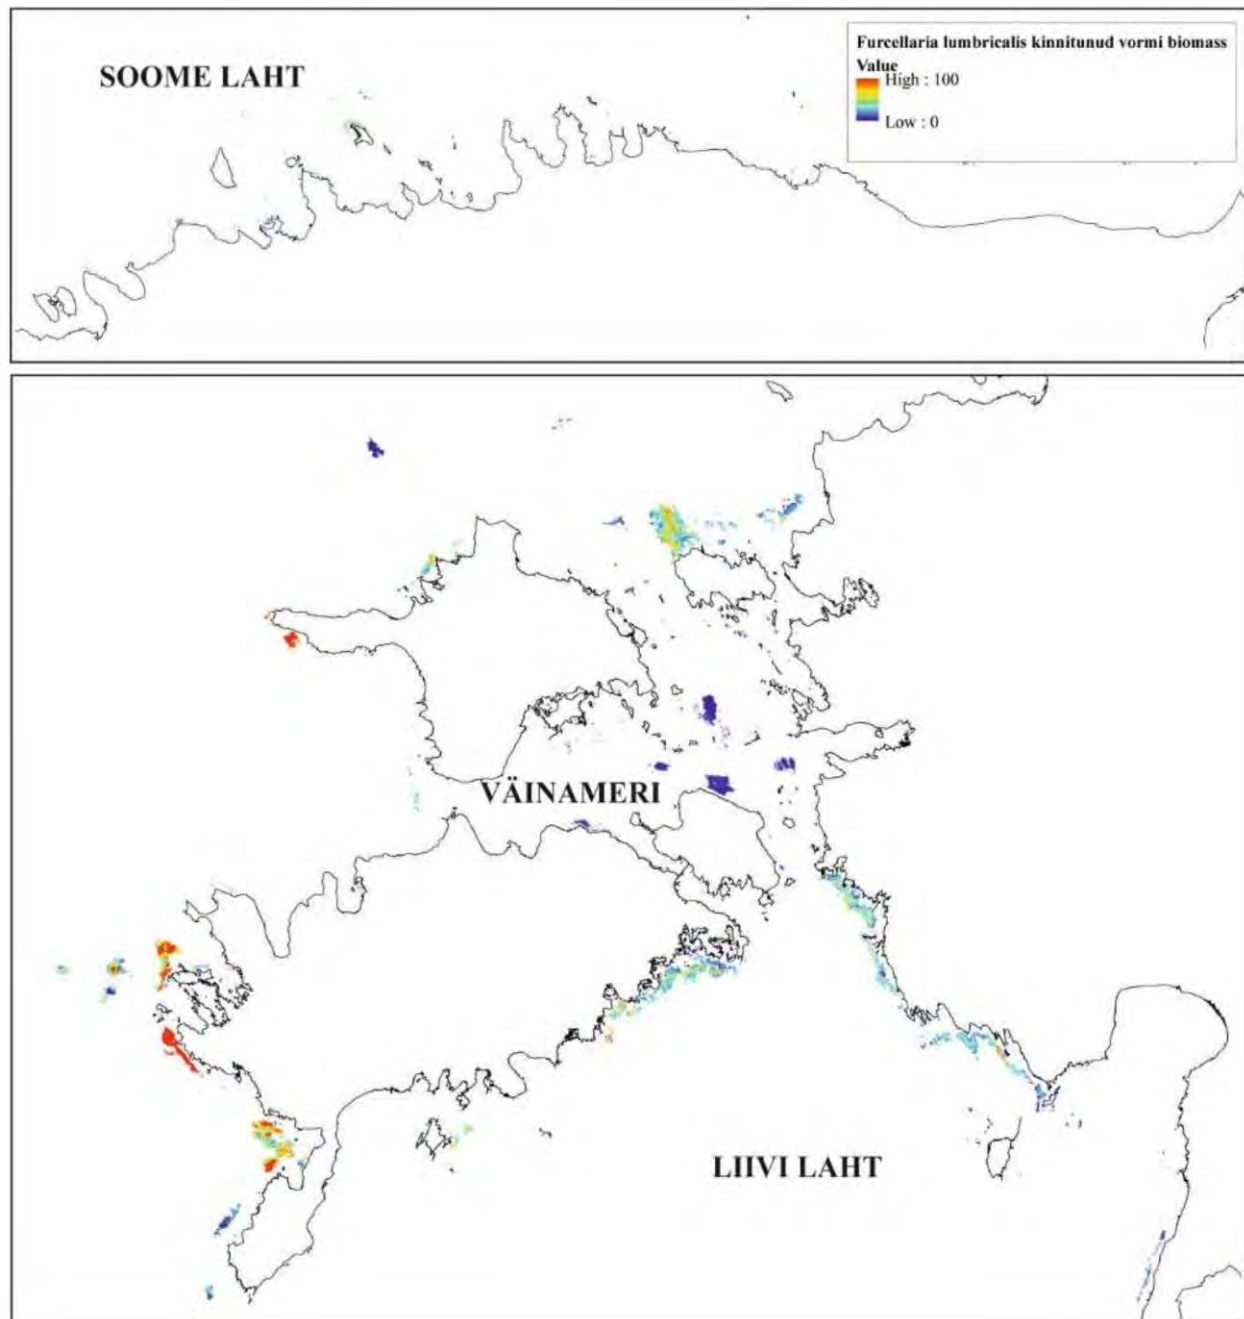 SOOME LAHT
Furcellaria lumbricalis kinnitunud vormi biomass
Value
High : 100
Low : 0
VÄINAMERI
LIIVI LAHT